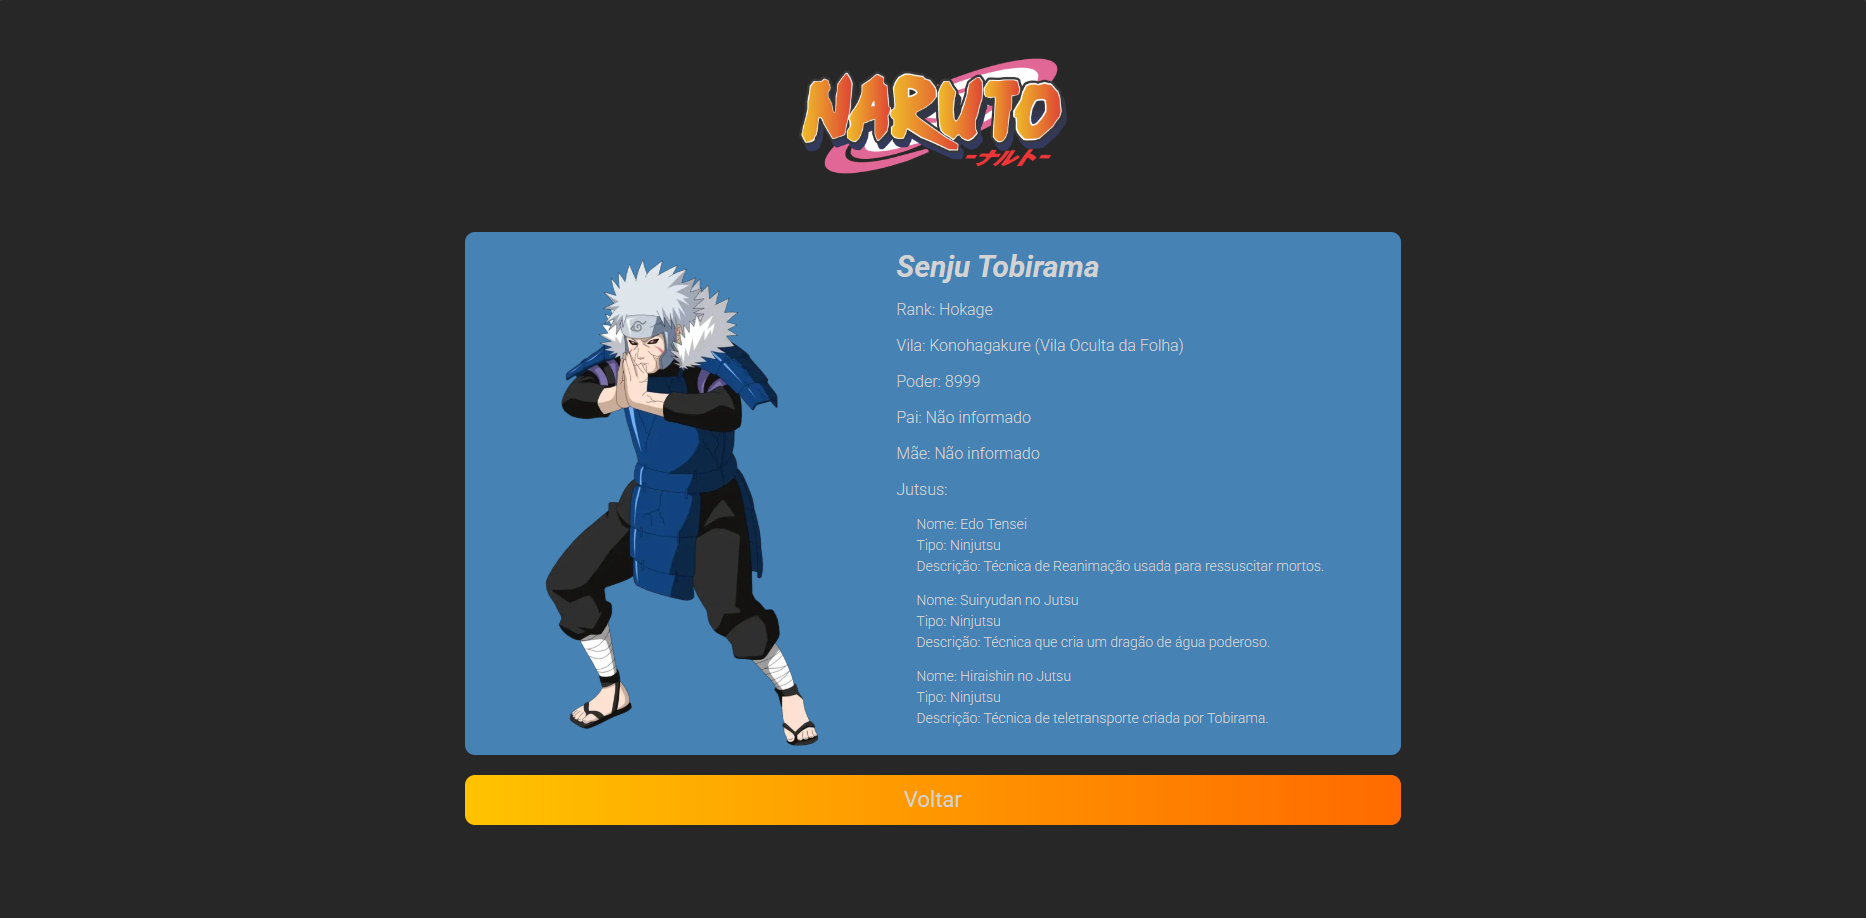 NARUTO
-ナルト-
Senju Tobirama
Rank: Hokage
Vila: Konohagakure (Vila Oculta da Folha)
Poder: 8999
Pai: Não informado
Mãe: Não informado
Jutsus:
Nome: Edo Tensei
Tipo: Ninjutsu
Descrição: Técnica de Reanimação usada para ressuscitar mortos.
Nome: Suiryudan no Jutsu
Tipo: Ninjutsu
Descrição: Técnica que cria um dragão de água poderoso.
Nome: Hiraishin no Jutsu
Tipo: Ninjutsu
Descrição: Técnica de teletransporte criada por Tobirama.
Voltar